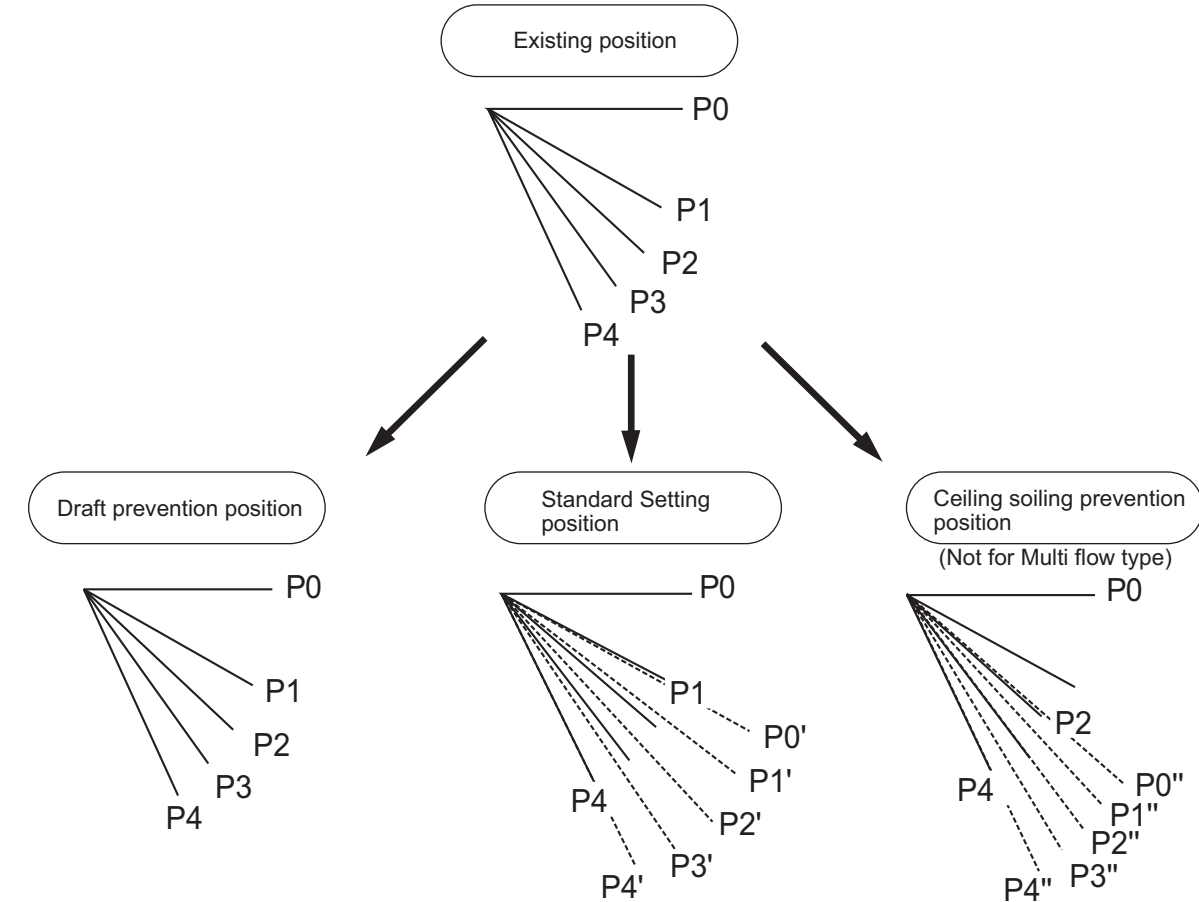 Existing position
P0
P1
P2
P3
P4
Draft prevention position
P0
P1
P2
P3
P4
Standard Setting
position
P0
P1
P0'
P1'
P4
P2'
P3'
P4'
Ceiling soiling prevention
position
(Not for Multi flow type)
P0
P2
P4
P0"
P1"
P2"
P3"
P4"